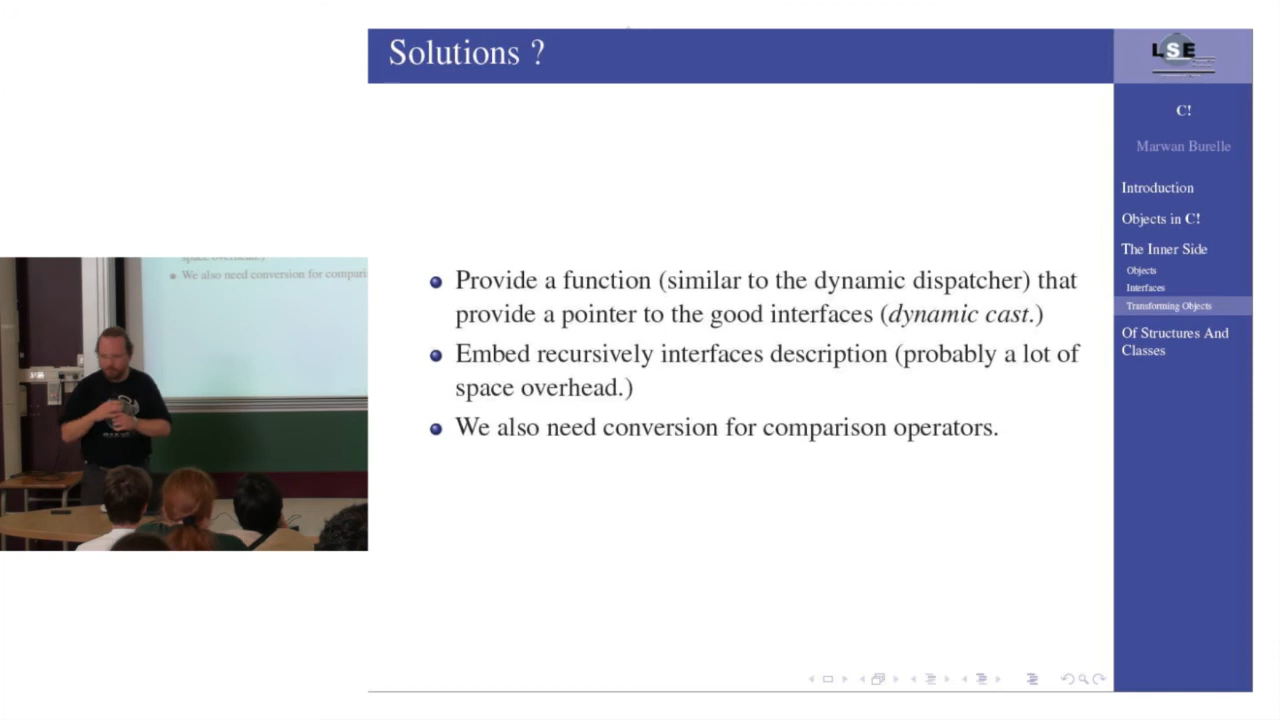 Solutions ?
LSE
C!
Marwan Burelle
Introduction
Objects in C!
The Inner Side
Objects
Interfaces
Transforming Objects
Of Structures And
Classes
Provide a function (similar to the dynamic dispatcher) that
provide a pointer to the good interfaces (dynamic cast.)
Embed recursively interfaces description (probably a lot of
space overhead.)
We also need conversion for comparison operators.
space overhead.)
We also need conversion for compari